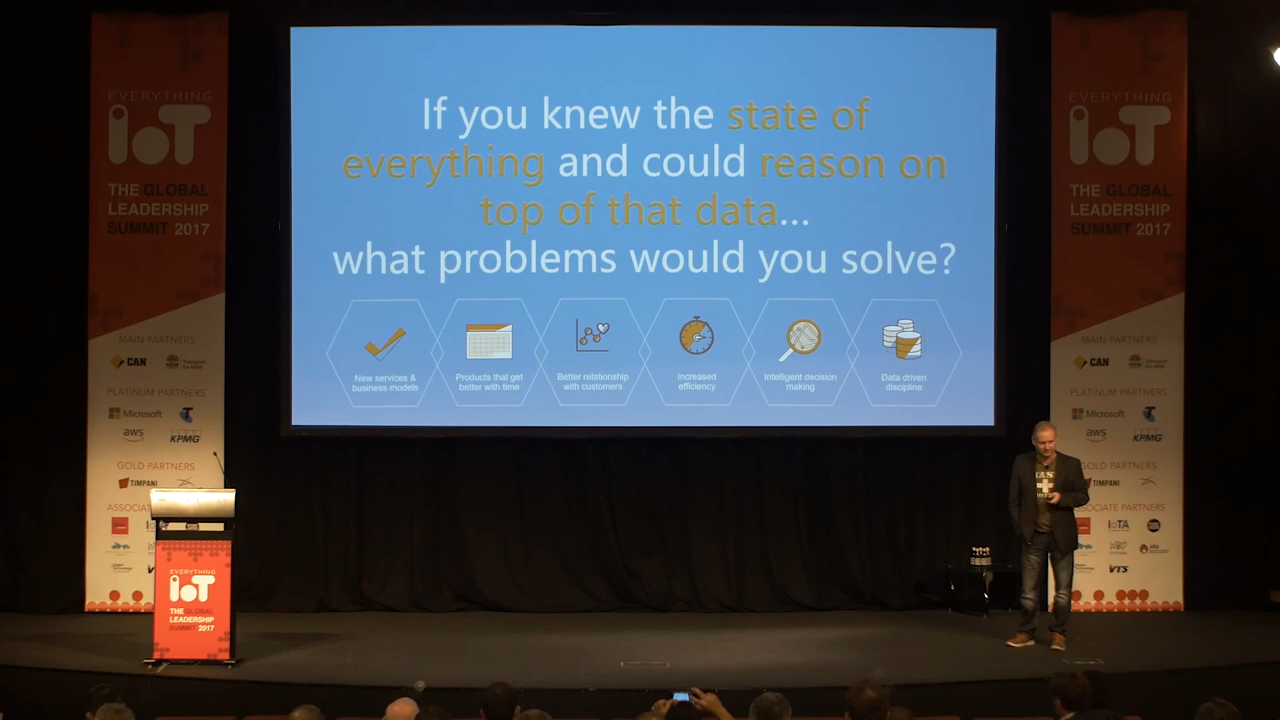 If you knew the state of
everything and could reason on
top of that data...
what problems would you solve?
New services &
business models
Products that get
better with time
Better relationship
with customers
Increased
efficiency
Intelligent decision
making
Data driven
discipline
EVERYTHING
IoT
THE GLOBAL
LEADERSHIP
SUMMIT 2017
MAIN PARTNERS
CAN
PLATINUM PARTNERS
Microsoft
aws
KPMG
GOLD PARTNERS
TIMPANI
EVERYTHING
IoT
THE GLOBAL
LEADERSHIP
SUMMIT 2017
EVERYTHING
IoT
THE GLOBAL
LEADERSHIP
SUMMIT 2017
MAIN PARTNERS
CAN
PLATINUM PARTNERS
Microsoft
aws
KPMG
GOLD PARTNERS
TIMPANI
PARTNERS
IoTA
VTS